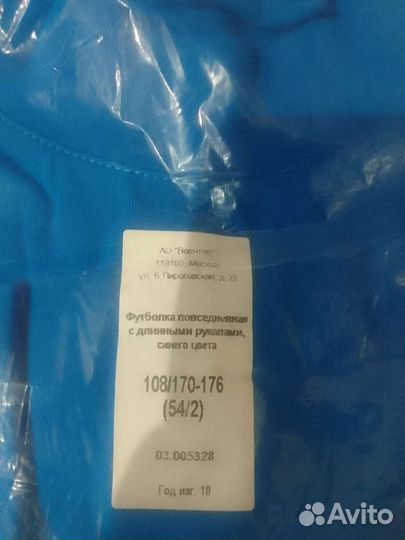 АО "Военторг"
119160, Москва
ул. Б.Пироговская, д.23
Футболка повседневная
с длинными рукавами,
синего цвета
108/170-176
(54/2)
03.005328
Год изг. 18
Avito